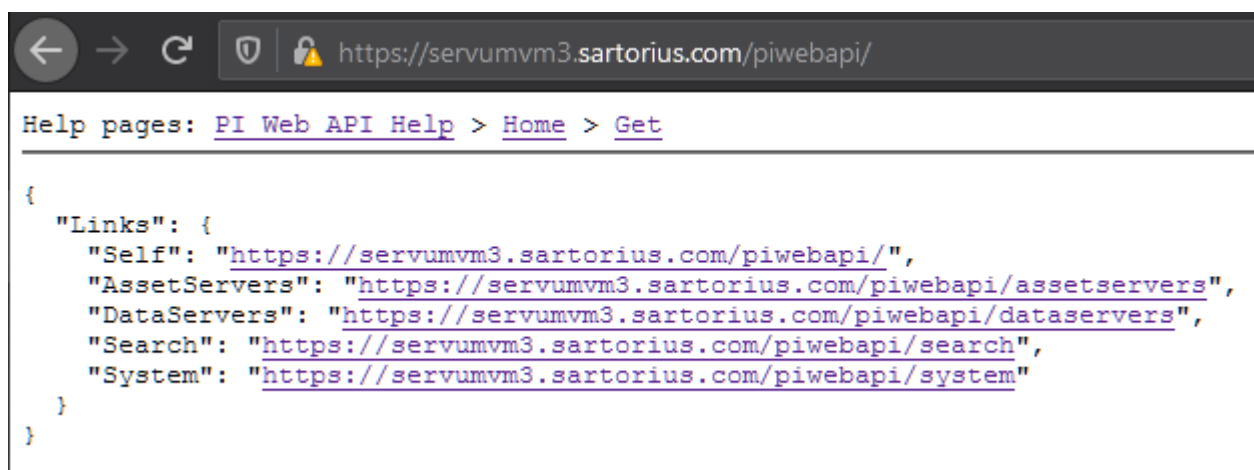 https://servumvm3.sartorius.com/piwebapi/
Help pages: PI Web API Help > Home > Get
{
"Links": {
"Self": "https://servumvm3.sartorius.com/piwebapi/",
"AssetServers": "https://servumvm3.sartorius.com/piwebapi/assetservers",
"DataServers": "https://servumvm3.sartorius.com/piwebapi/dataservers",
"Search": "https://servumvm3.sartorius.com/piwebapi/search",
"System": "https://servumvm3.sartorius.com/piwebapi/system"
}
}